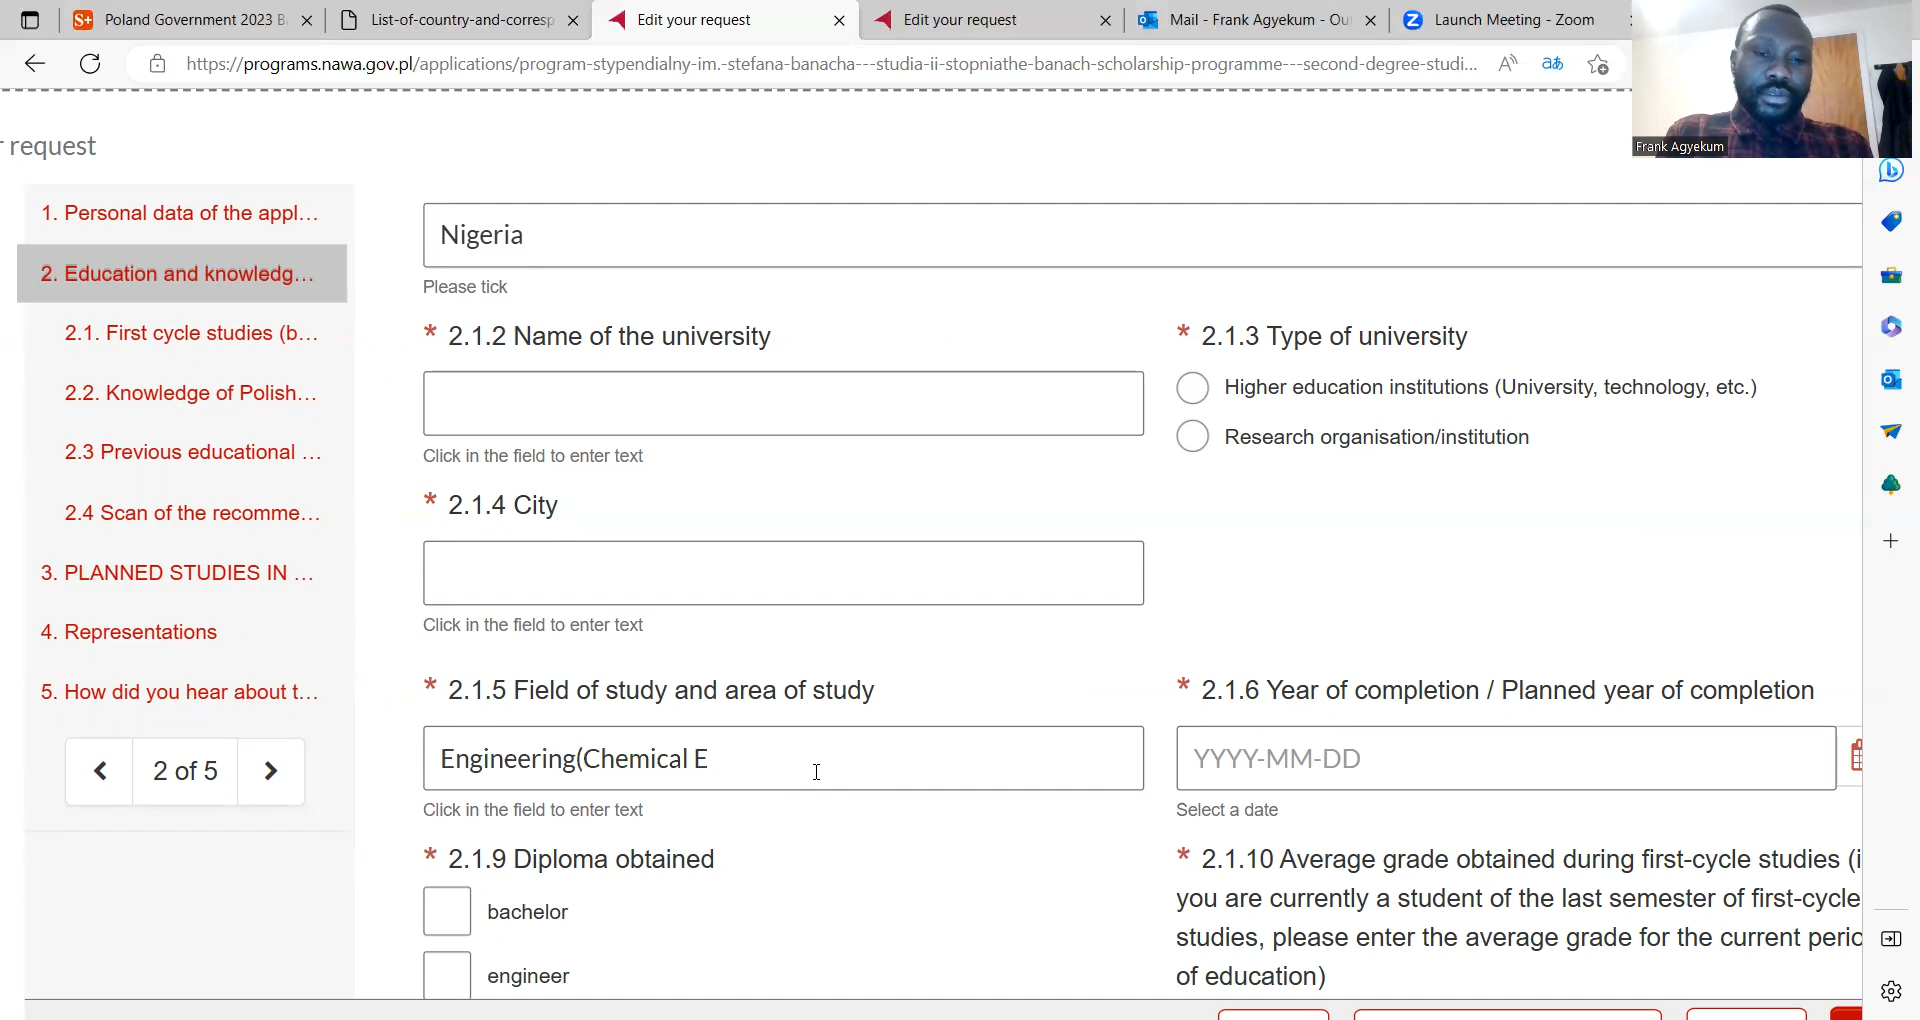 Poland Government 2023 B
List-of-country-and-corresp
Edit your request
Edit your request
Mail - Frank Agyekum - Ou
Launch Meeting - Zoom
https://programs.nawa.gov.pl/applications/program-stypendialny-im.-stefana-banacha---studia-ii-stopniathe-banach-scholarship-programme---second-degree-studi...
Frank Agyekum
r request
1. Personal data of the appl...
2. Education and knowledg...
2.1. First cycle studies (b...
2.2. Knowledge of Polish...
2.3 Previous educational ...
2.4 Scan of the recomme...
3. PLANNED STUDIES IN ...
4. Representations
5. How did you hear about t...
2 of 5
Nigeria
Please tick
* 2.1.2 Name of the university
Click in the field to enter text
* 2.1.3 Type of university
Higher education institutions (University, technology, etc.)
Research organisation/institution
* 2.1.4 City
Click in the field to enter text
* 2.1.5 Field of study and area of study
Engineering(Chemical E
Click in the field to enter text
* 2.1.6 Year of completion / Planned year of completion
YYYY-MM-DD
Select a date
* 2.1.9 Diploma obtained
bachelor
engineer
* 2.1.10 Average grade obtained during first-cycle studies (i
you are currently a student of the last semester of first-cycle
studies, please enter the average grade for the current perio
of education)